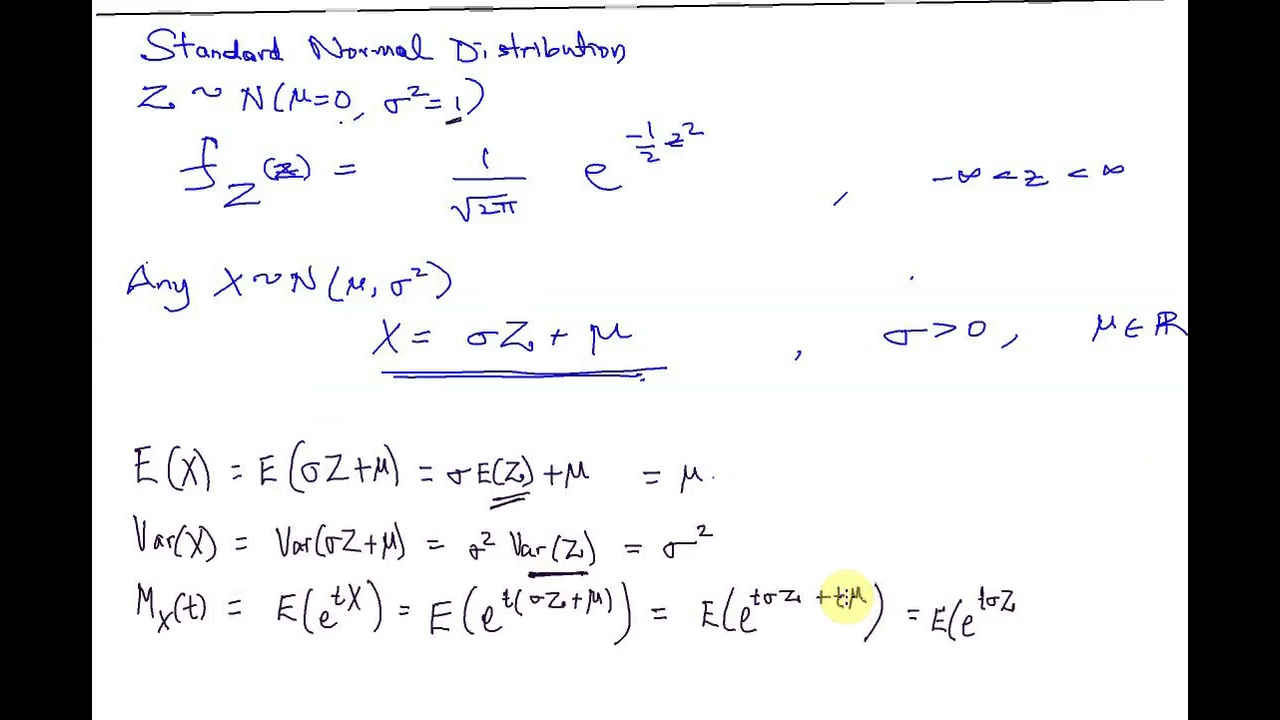 Standard Normal Distribution
Z ~ N(μ=0, σ²=1)
f_Z(z) = 1/√2π e^(-1/2 z²) , -∞ < z < ∞
Any X ~ N(μ, σ²)
X = σZ + μ , σ > 0, μ ∈ ℝ
E(X) = E(σZ+μ) = σE(Z)+μ = μ.
Var(X) = Var(σZ+μ) = σ² Var(Z) = σ²
M_X(t) = E(e^(tX)) = E(e^(t(σZ+μ))) = E(e^(tσZ + tμ)) = E(e^(tσZ